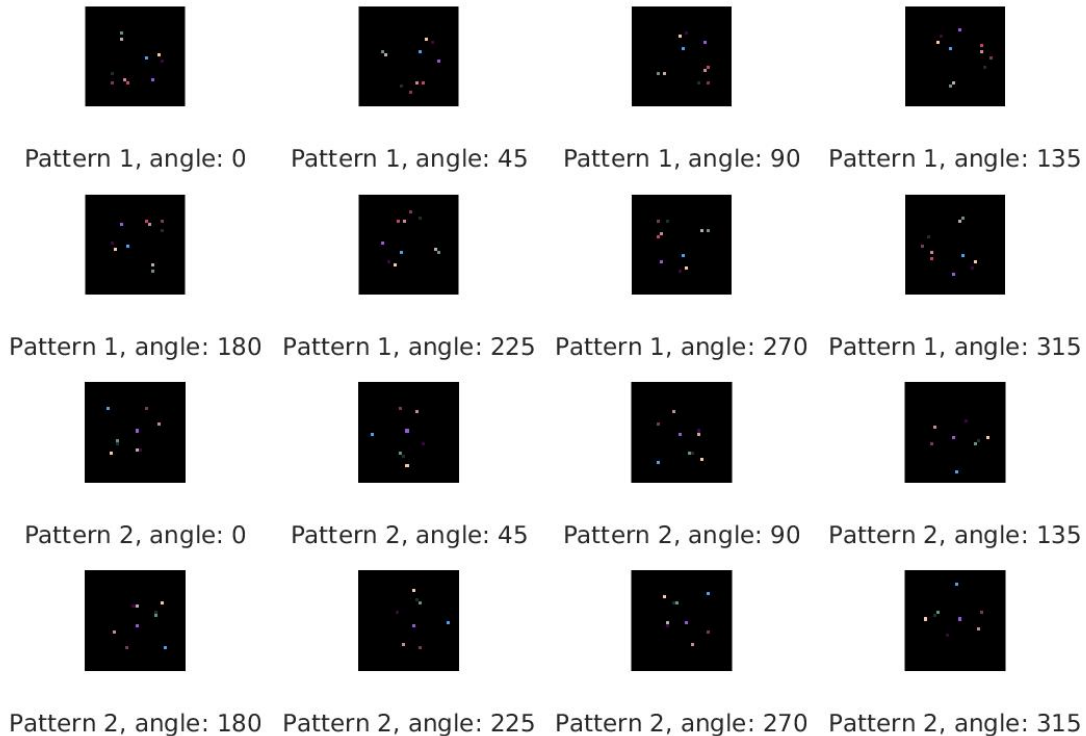 Pattern 1, angle: 0 Pattern 1, angle: 45 Pattern 1, angle: 90 Pattern 1, angle: 135
Pattern 1, angle: 180 Pattern 1, angle: 225 Pattern 1, angle: 270 Pattern 1, angle: 315
Pattern 2, angle: 0 Pattern 2, angle: 45 Pattern 2, angle: 90 Pattern 2, angle: 135
Pattern 2, angle: 180 Pattern 2, angle: 225 Pattern 2, angle: 270 Pattern 2, angle: 315